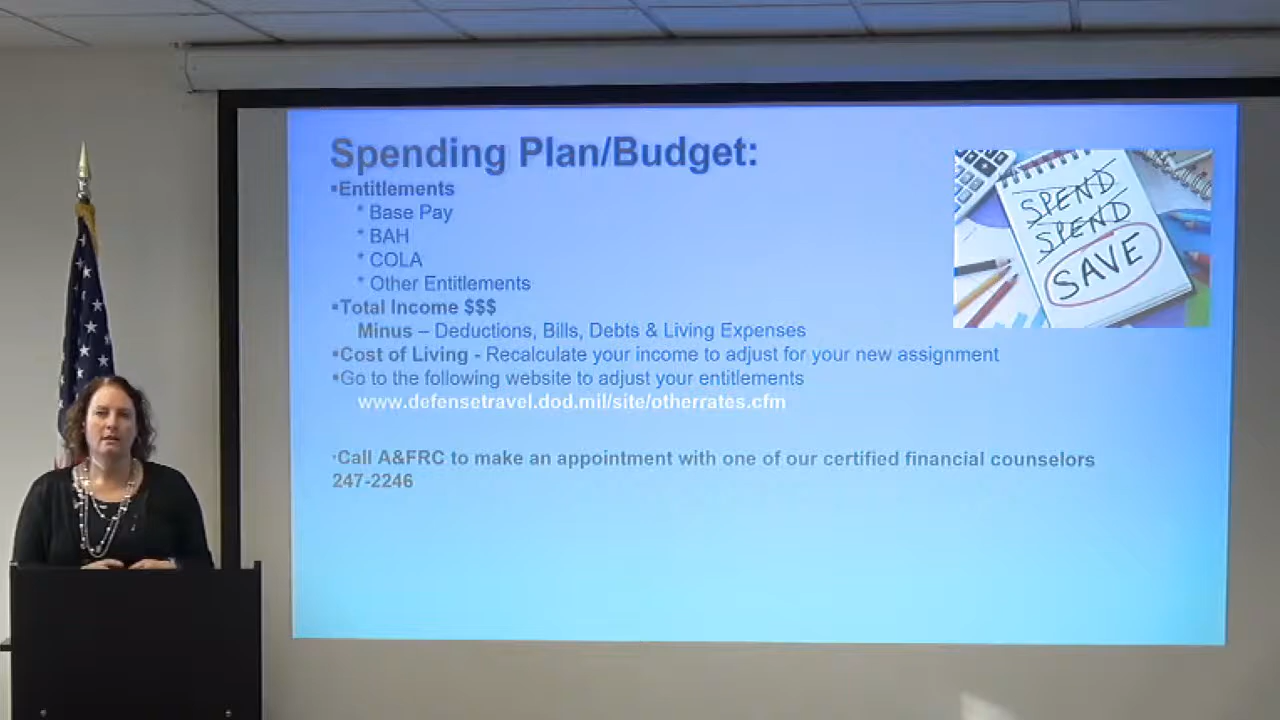 Spending Plan/Budget:
▪Entitlements
* Base Pay
* BAH
* COLA
* Other Entitlements
▪Total Income $$$
Minus – Deductions, Bills, Debts & Living Expenses
▪Cost of Living - Recalculate your income to adjust for your new assignment
▪Go to the following website to adjust your entitlements
www.defensetravel.dod.mil/site/otherrates.cfm
·Call A&FRC to make an appointment with one of our certified financial counselors
247-2246
SPEND
SPEND
SAVE